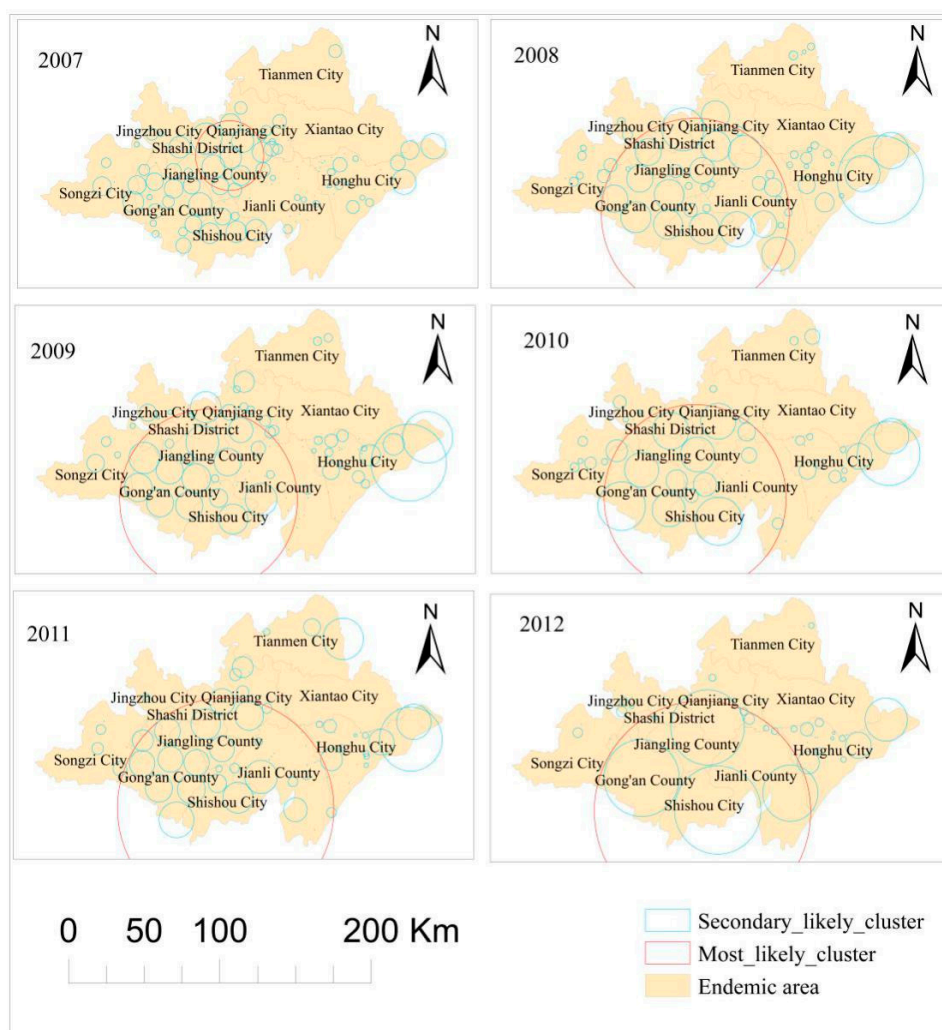 2007
N
Tianmen City
Jingzhou City Qianjiang City
Xiantao City
Shashi District
Jiangling County
Songzi City
Honghu City
Gong'an County
Jianli County
Shishou City
2008
N
Tianmen City
Jingzhou City Qianjiang City
Xiantao City
Shashi District
Jiangling County
Songzi City
Honghu City
Gong'an County
Jianli County
Shishou City
2009
N
Tianmen City
Jingzhou City Qianjiang City
Xiantao City
Shashi District
Jiangling County
Songzi City
Honghu City
Gong'an County
Jianli County
Shishou City
2010
N
Tianmen City
Jingzhou City Qianjiang City
Xiantao City
Shashi District
Jiangling County
Songzi City
Honghu City
Gong'an County
Jianli County
Shishou City
2011
N
Tianmen City
Jingzhou City Qianjiang City
Xiantao City
Shashi District
Jiangling County
Songzi City
Honghu City
Gong'an County
Jianli County
Shishou City
2012
N
Tianmen City
Jingzhou City Qianjiang City
Xiantao City
Shashi District
Jiangling County
Songzi City
Honghu City
Gong'an County
Jianli County
Shishou City
0 50 100 200 Km
Secondary_likely_cluster
Most_likely_cluster
Endemic area